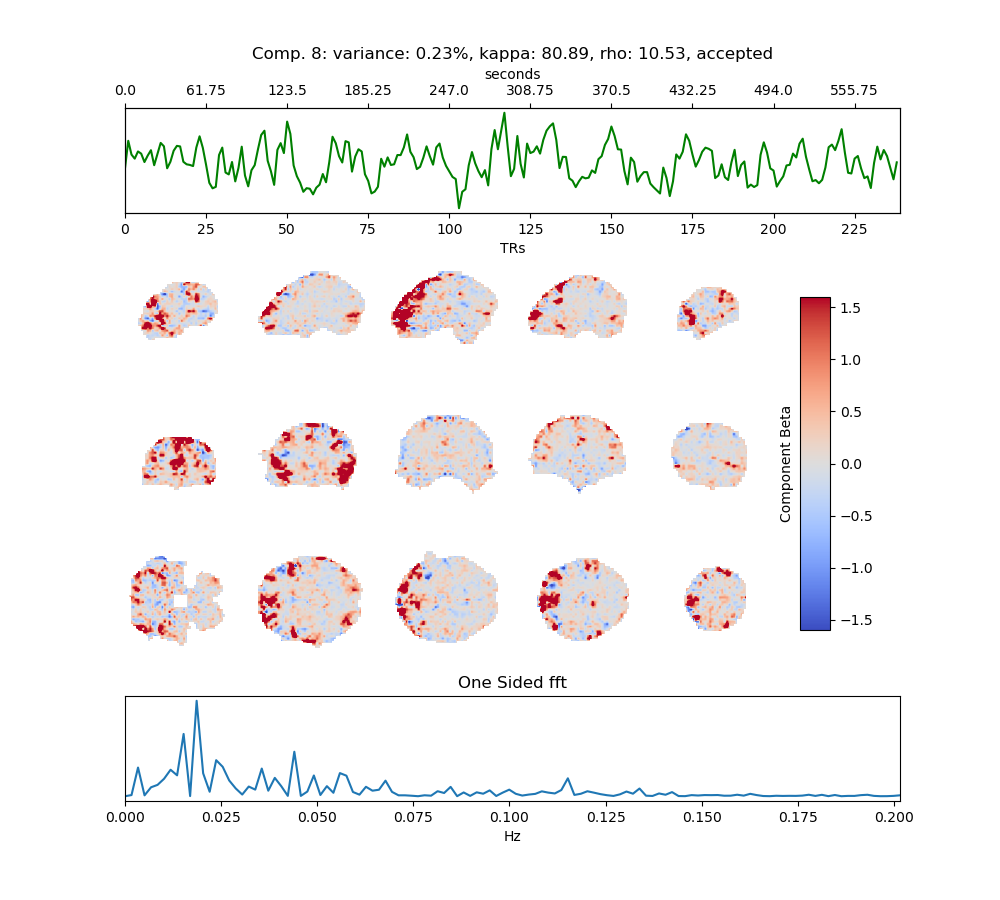 Comp. 8: variance: 0.23%, kappa: 80.89, rho: 10.53, accepted
seconds
0.0 61.75 123.5 185.25 247.0 308.75 370.5 432.25 494.0 555.75
0 25 50 75 100 125 150 175 200 225
TRs
1.5
1.0
0.5
0.0
−0.5
−1.0
−1.5
Component Beta
One Sided fft
0.000 0.025 0.050 0.075 0.100 0.125 0.150 0.175 0.200
Hz